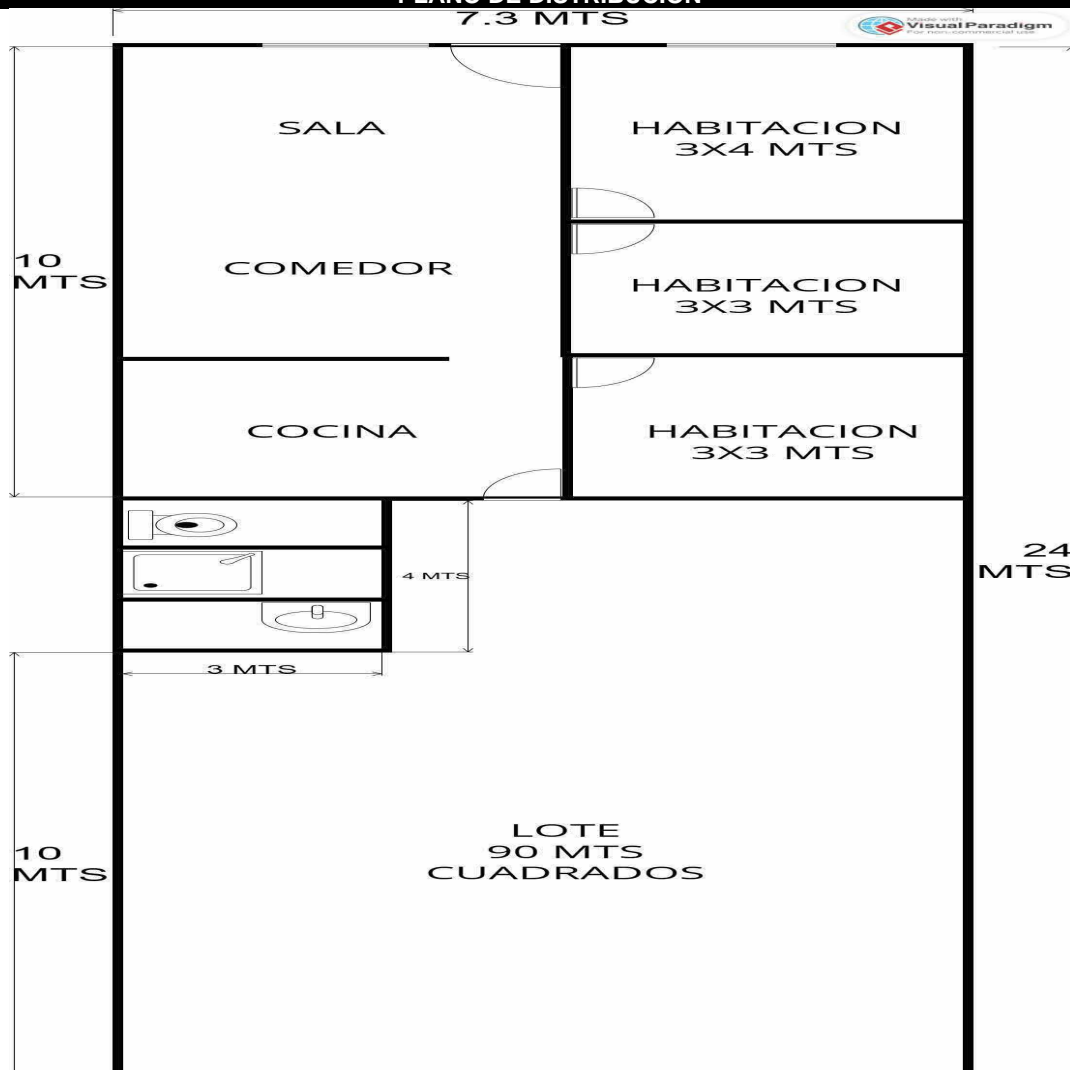 PLANO DE DISTRIBUCION
7.3 MTS
Made with
VisualParadigm
For non-commercial use
SALA
HABITACION
3X4 MTS
10
MTS
COMEDOR
HABITACION
3X3 MTS
COCINA
HABITACION
3X3 MTS
24
MTS
4 MTS
3 MTS
LOTE
90 MTS
CUADRADOS
10
MTS